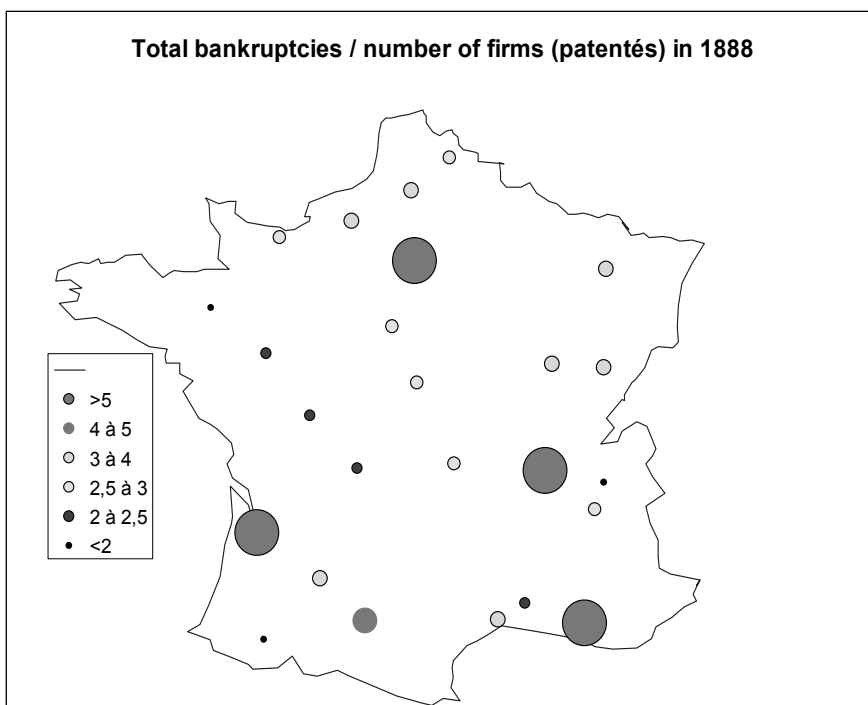 Total bankruptcies / number of firms (patentés) in 1888
>5
4 à 5
3 à 4
2,5 à 3
2 à 2,5
<2